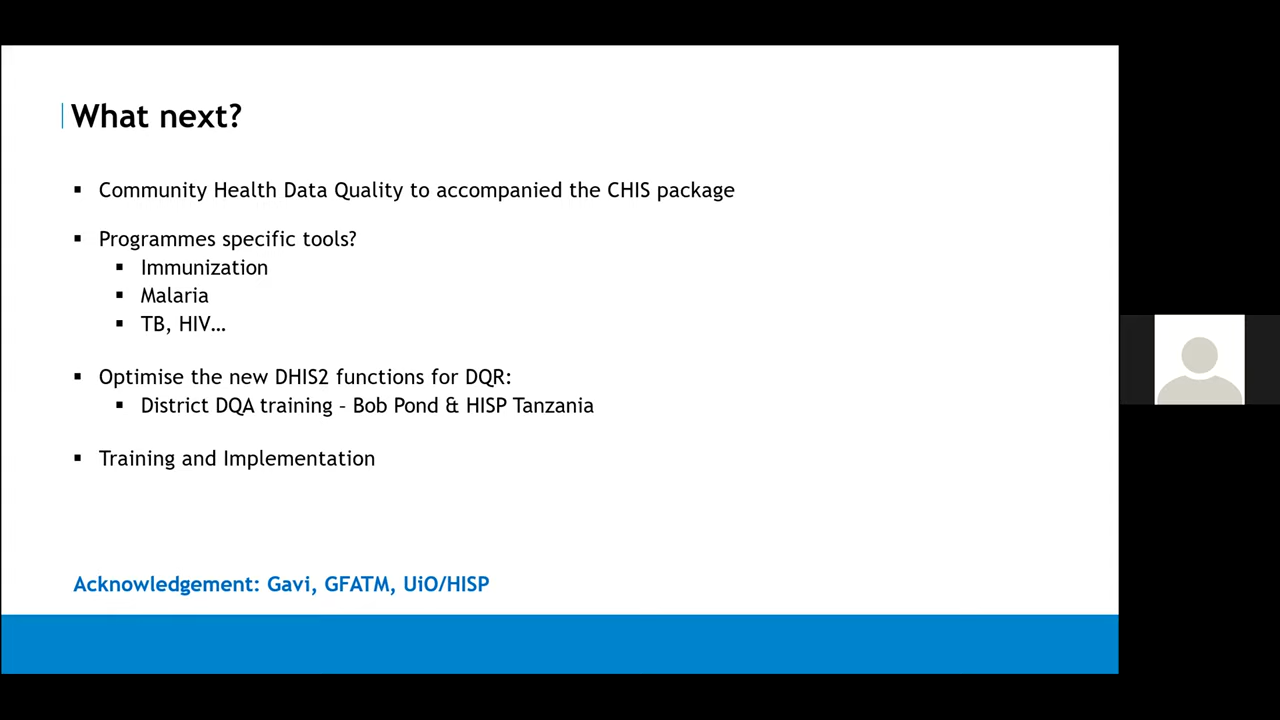 What next?
▪ Community Health Data Quality to accompanied the CHIS package
▪ Programmes specific tools?
▪ Immunization
▪ Malaria
▪ TB, HIV…
▪ Optimise the new DHIS2 functions for DQR:
▪ District DQA training – Bob Pond & HISP Tanzania
▪ Training and Implementation
Acknowledgement: Gavi, GFATM, UiO/HISP